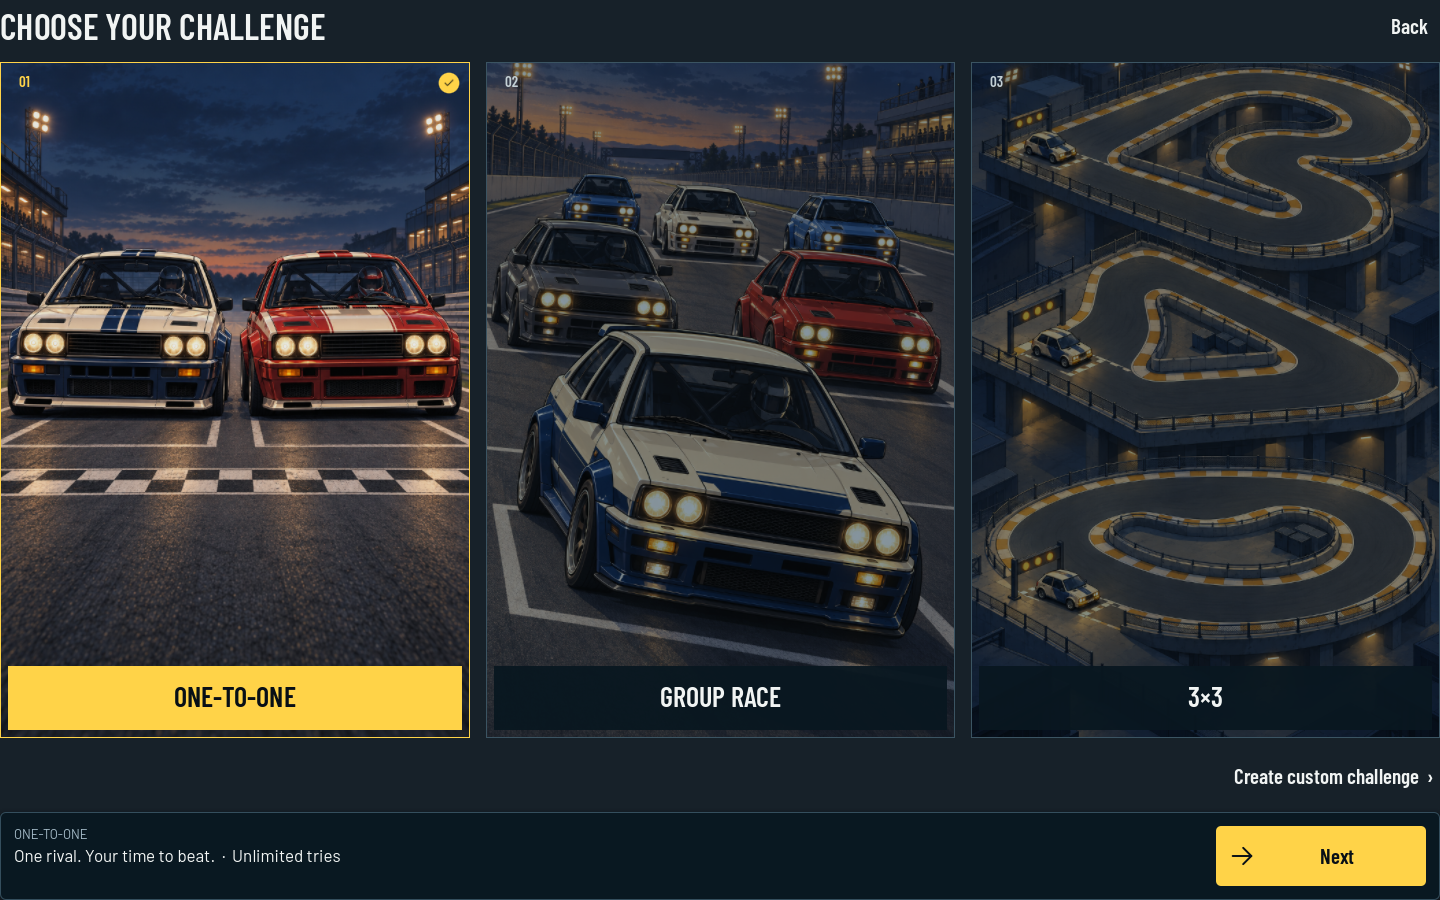 CHOOSE YOUR CHALLENGE
Back
01
02
03
ONE-TO-ONE
GROUP RACE
3×3
Create custom challenge ›
ONE-TO-ONE
One rival. Your time to beat. · Unlimited tries
Next